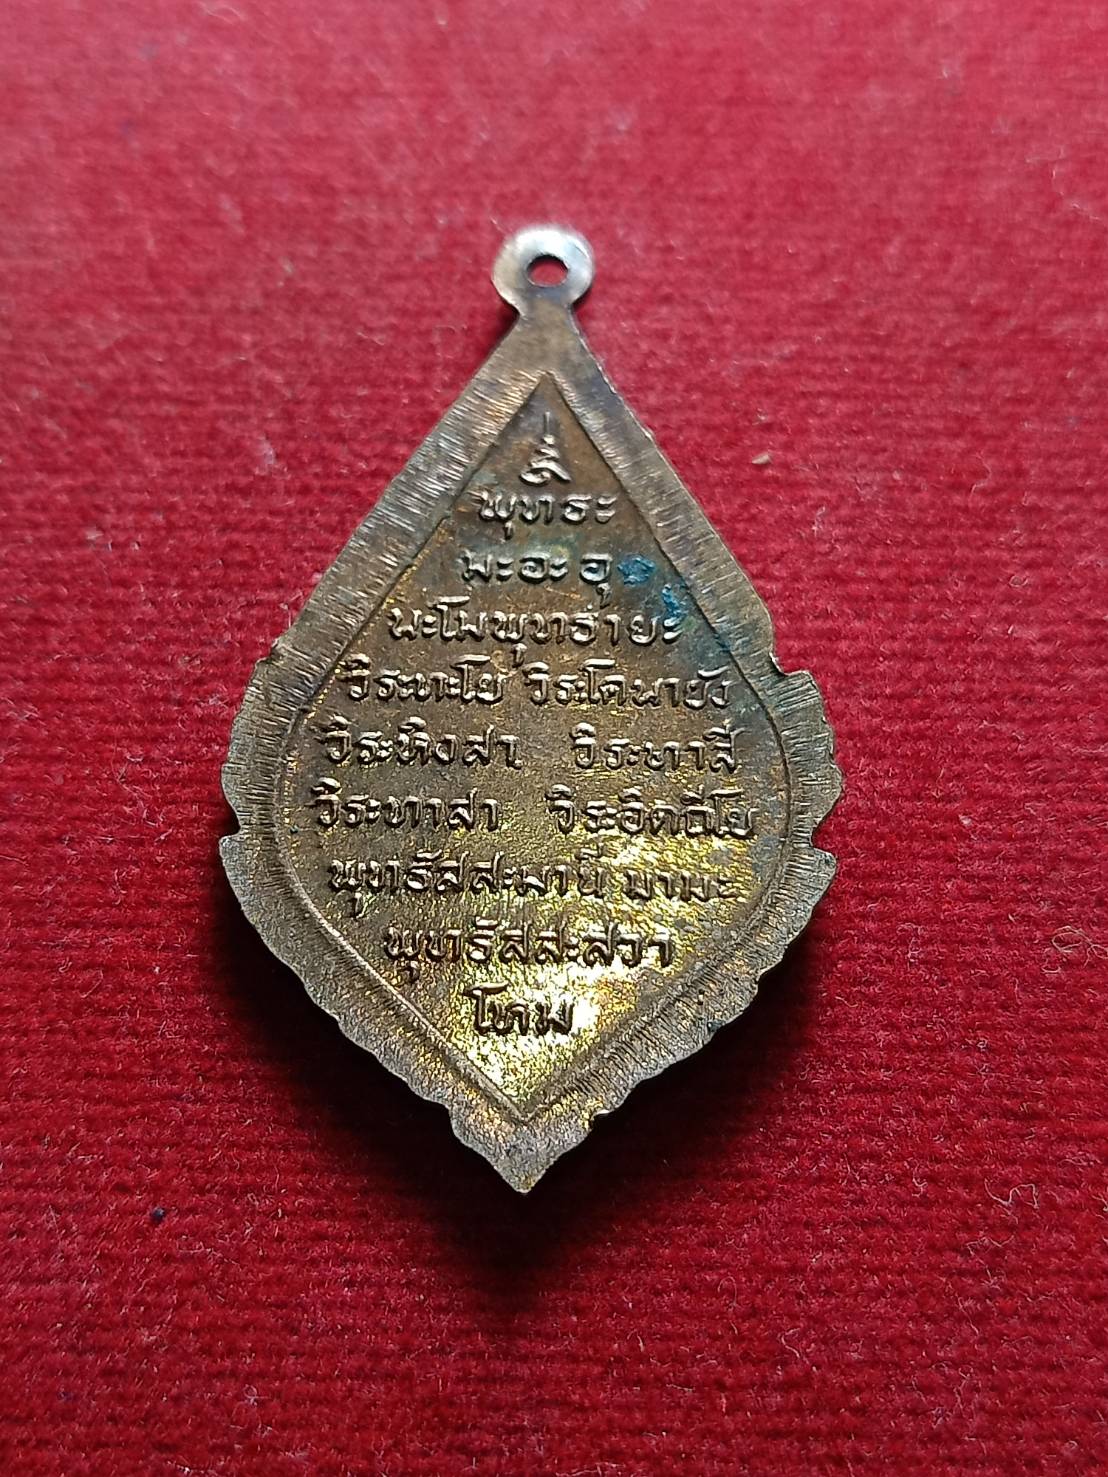 พุทธะ
มะอะอุ
นะโมพุทธายะ
วิระทะโย วิระโคนายัง
วิระหิงสา วิระทาสี
วิระทาสา วิระอิตถิโย
พุทธัสสะมานี มามะ
พุทธัสสะสวา
โหม